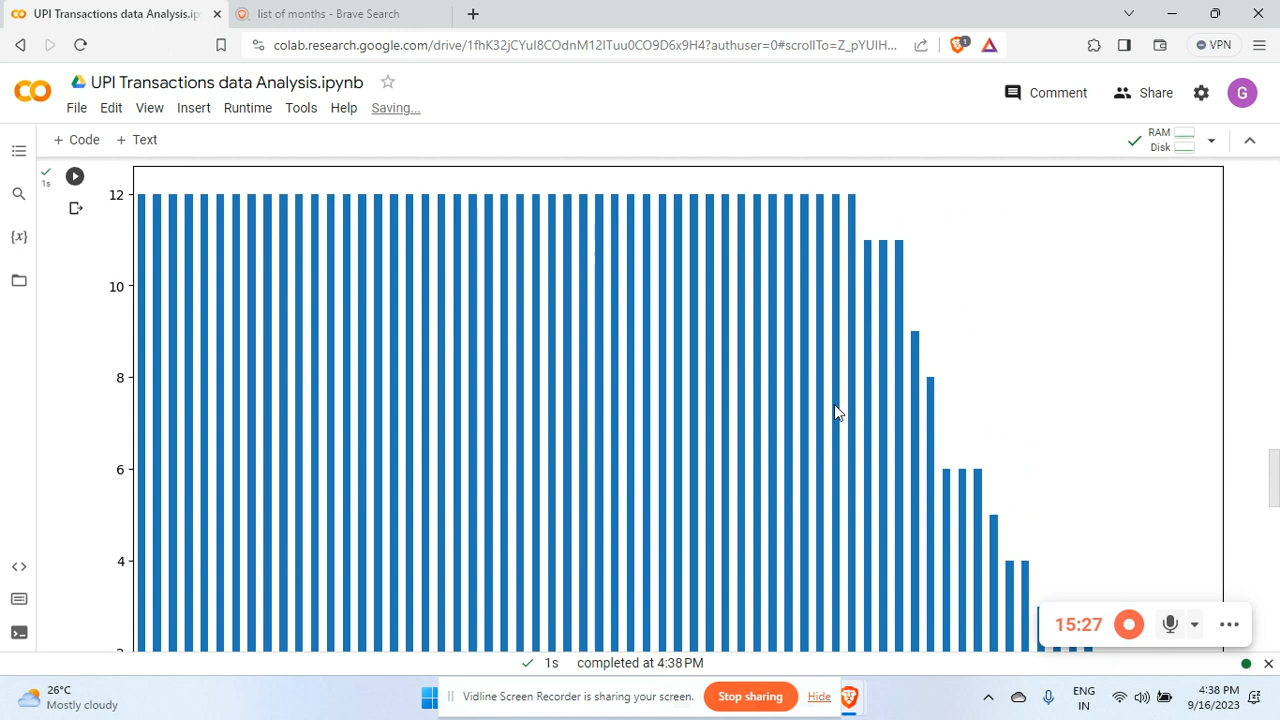 UPI Transactions data Analysis.ip
list of months - Brave Search
colab.research.google.com/drive/1fhK32jCYuI8COdnM12ITuu0CO9D6x9H4?authuser=0#scrollTo=Z_pYUIH...
1
VPN
UPI Transactions data Analysis.ipynb
File Edit View Insert Runtime Tools Help Saving...
Comment Share G
+ Code + Text
RAM
Disk
{x}
1s
12
10
8
6
4
2
15:27
1s completed at 4:38 PM
26°C
Mostly cloudy
Vidline Screen Recorder is sharing your screen. Stop sharing Hide
ENG
IN
4:38 PM
9/16/2023